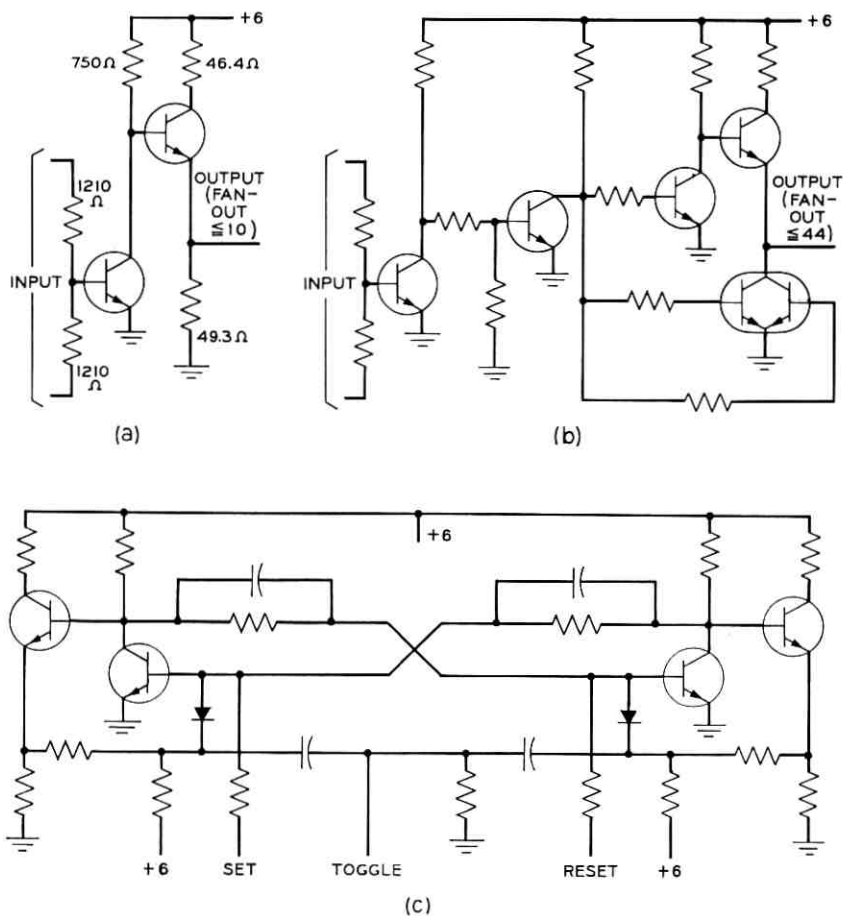 +6
750Ω
46.4Ω
1210
Ω
INPUT
1210
Ω
OUTPUT
(FAN-
OUT
≦10)
49.3Ω
(a)
+6
INPUT
OUTPUT
(FAN-
OUT
≦44)
(b)
+6
+6
SET
TOGGLE
RESET
+6
(c)